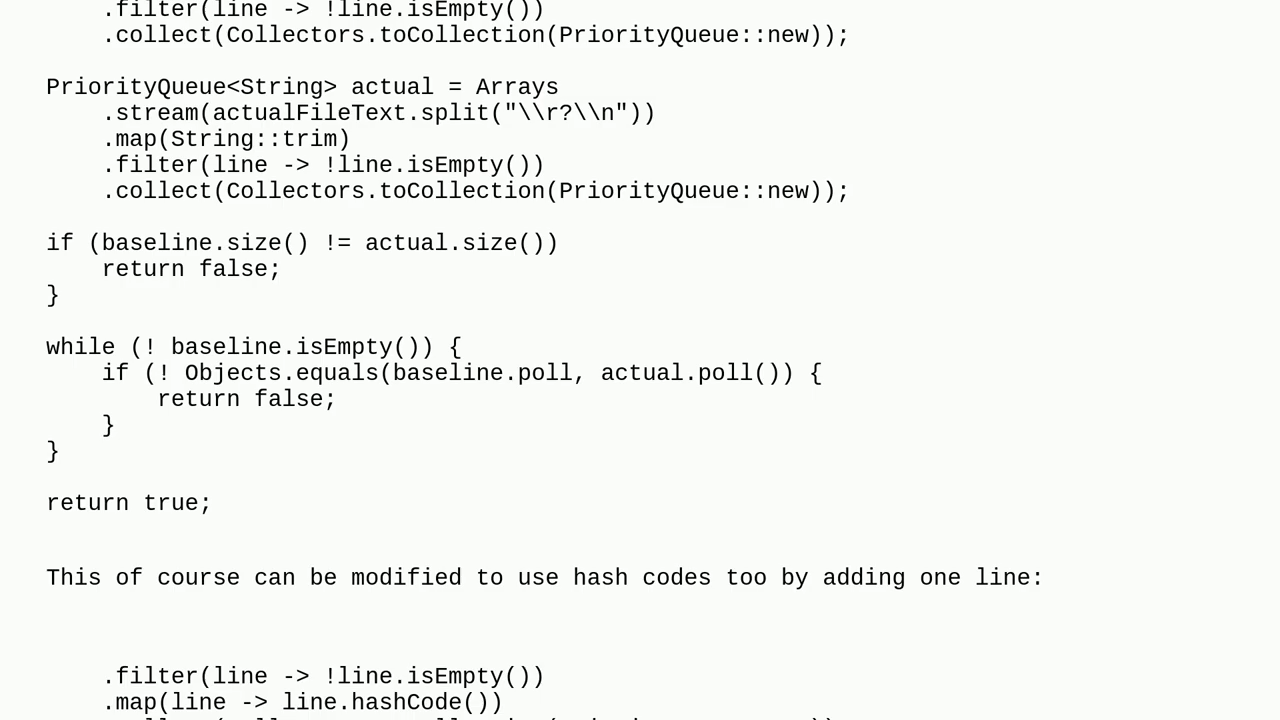 .filter(line -> !line.isEmpty())
.collect(Collectors.toCollection(PriorityQueue::new));
PriorityQueue<String> actual = Arrays
.stream(actualFileText.split("\\r?\\n"))
.map(String::trim)
.filter(line -> !line.isEmpty())
.collect(Collectors.toCollection(PriorityQueue::new));
if (baseline.size() != actual.size())
return false;
}
while (! baseline.isEmpty()) {
if (! Objects.equals(baseline.poll, actual.poll()) {
return false;
}
}
return true;
This of course can be modified to use hash codes too by adding one line:
.filter(line -> !line.isEmpty())
.map(line -> line.hashCode())